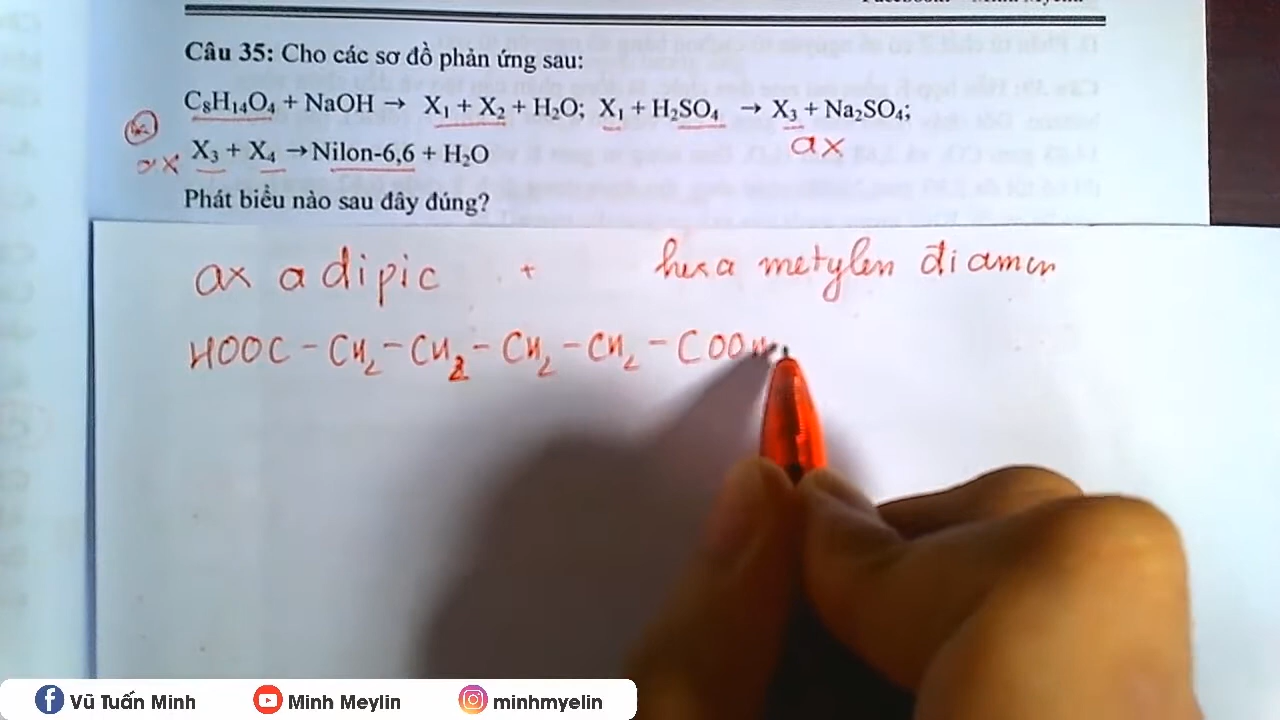 Câu 35: Cho các sơ đồ phản ứng sau:
C₈H₁₄O₄ + NaOH → X₁ + X₂ + H₂O; X₁ + H₂SO₄ → X₃ + Na₂SO₄;
ax
ax X₃ + X₄ → Nilon-6,6 + H₂O
Phát biểu nào sau đây đúng?
ax adipic + hexa metylen diamin
HOOC - CH₂ - CH₂ - CH₂ - CH₂ - COOH
Vũ Tuấn Minh Minh Meylin minhmyelin